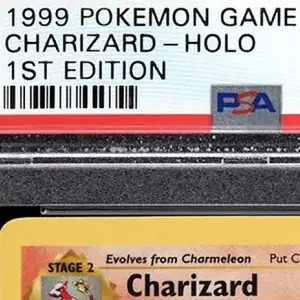 1999 POKEMON GAME
CHARIZARD – HOLO
1ST EDITION
PSA
Evolves from Charmeleon Put C
STAGE 2
Charizard